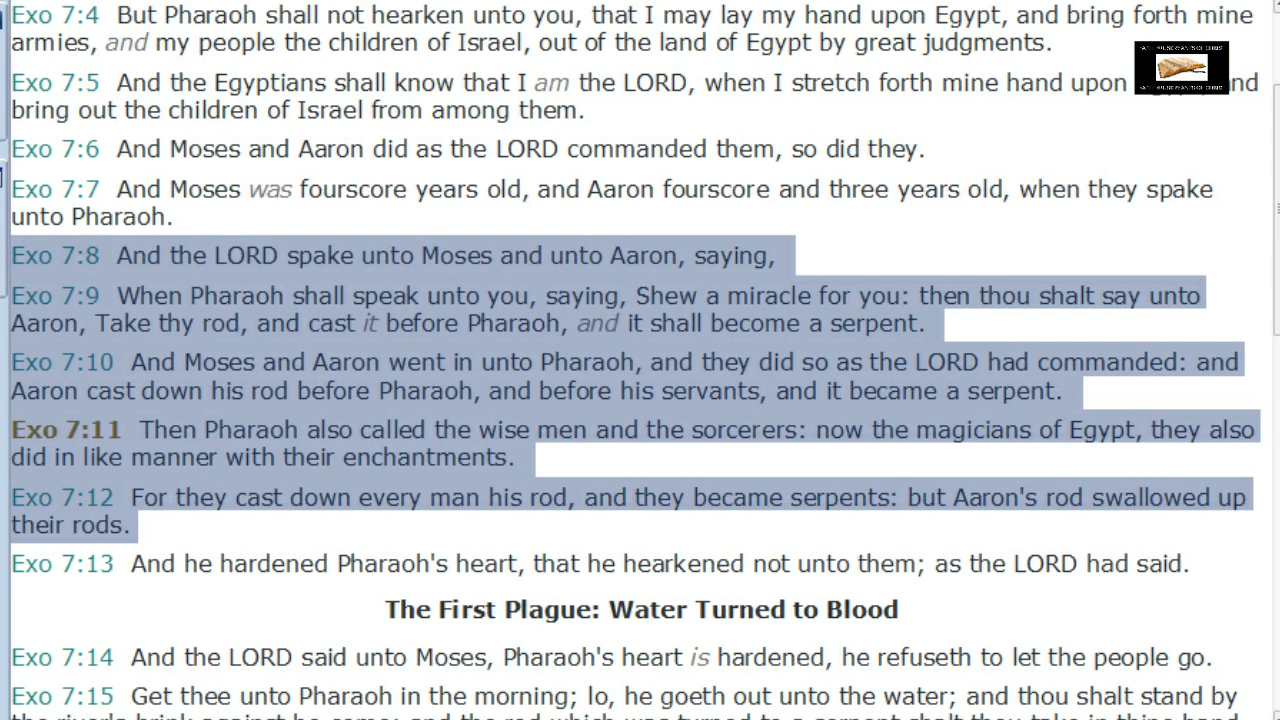 Exo 7:4 But Pharaoh shall not hearken unto you, that I may lay my hand upon Egypt, and bring forth mine
armies, and my people the children of Israel, out of the land of Egypt by great judgments.
Exo 7:5 And the Egyptians shall know that I am the LORD, when I stretch forth mine hand upon
bring out the children of Israel from among them.
Exo 7:6 And Moses and Aaron did as the LORD commanded them, so did they.
Exo 7:7 And Moses was fourscore years old, and Aaron fourscore and three years old, when they spake
unto Pharaoh.
Exo 7:8 And the LORD spake unto Moses and unto Aaron, saying,
Exo 7:9 When Pharaoh shall speak unto you, saying, Shew a miracle for you: then thou shalt say unto
Aaron, Take thy rod, and cast it before Pharaoh, and it shall become a serpent.
Exo 7:10 And Moses and Aaron went in unto Pharaoh, and they did so as the LORD had commanded: and
Aaron cast down his rod before Pharaoh, and before his servants, and it became a serpent.
Exo 7:11 Then Pharaoh also called the wise men and the sorcerers: now the magicians of Egypt, they also
did in like manner with their enchantments.
Exo 7:12 For they cast down every man his rod, and they became serpents: but Aaron's rod swallowed up
their rods.
Exo 7:13 And he hardened Pharaoh's heart, that he hearkened not unto them; as the LORD had said.
The First Plague: Water Turned to Blood
Exo 7:14 And the LORD said unto Moses, Pharaoh's heart is hardened, he refuseth to let the people go.
Exo 7:15 Get thee unto Pharaoh in the morning; lo, he goeth out unto the water; and thou shalt stand by